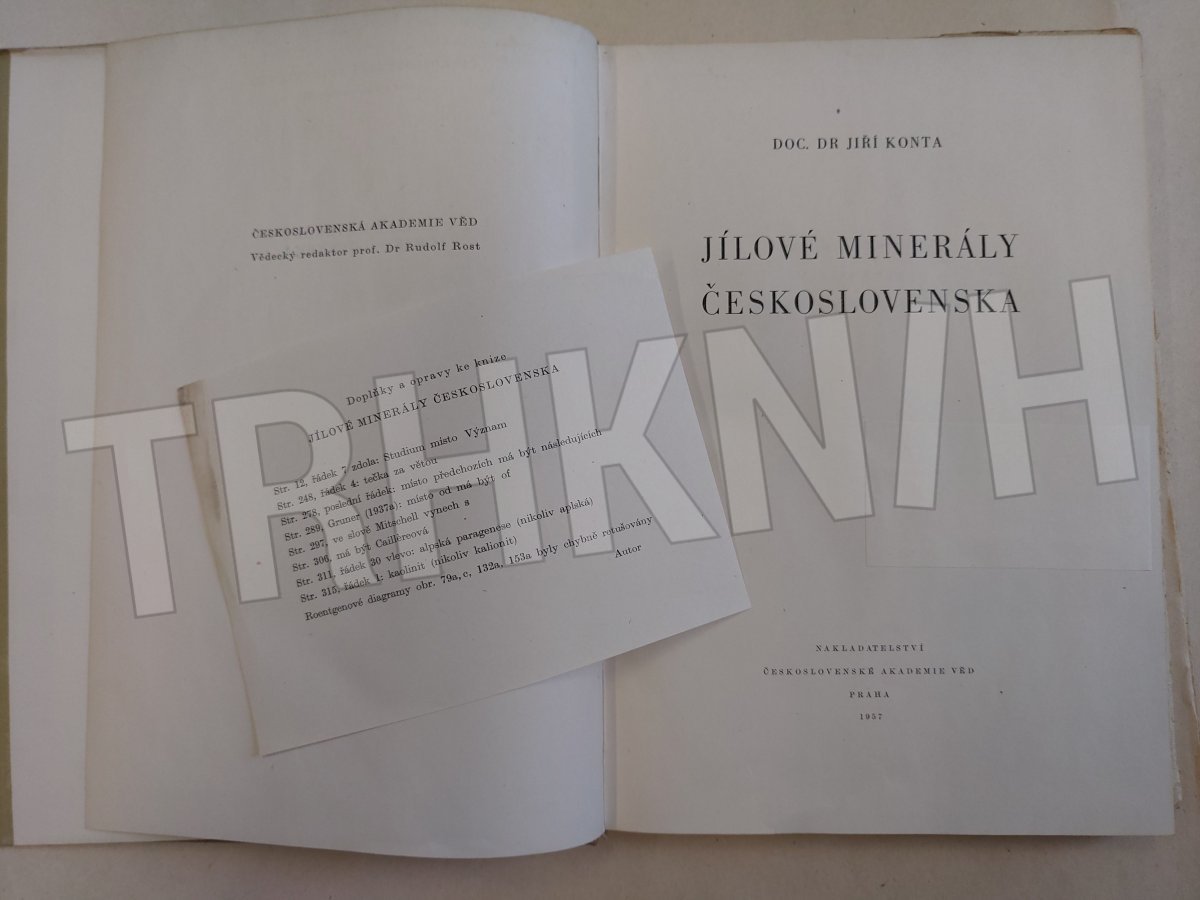 ČESKOSLOVENSKÁ AKADEMIE VĚD
Vědecký redaktor prof. Dr Rudolf Rost
Doplňky a opravy ke knize
JÍLOVÉ MINERÁLY ČESKOSLOVENSKA
Str. 12, řádek 7 zdola: Studium místo Význam
Str. 248, řádek 4: tečka za větou
Str. 278, poslední řádek: místo předchozích má být následujících
Str. 289, Gruner (1937a): místo od má být of
Str. 297, ve slově Mitschell vynech s
Str. 306, má být Cailléreová
Str. 311, řádek 30 vlevo: alpská paragenese (nikoliv aplská)
Str. 315, řádek 1: kaolinit (nikoliv kalionit)
Roentgenové diagramy obr. 79a, c, 132a, 153a byly chybně retušovány
Autor
DOC. DR JIŘÍ KONTA
JÍLOVÉ MINERÁLY
ČESKOSLOVENSKA
NAKLADATELSTVÍ
ČESKOSLOVENSKÉ AKADEMIE VĚD
PRAHA
1957
TRHKNIH